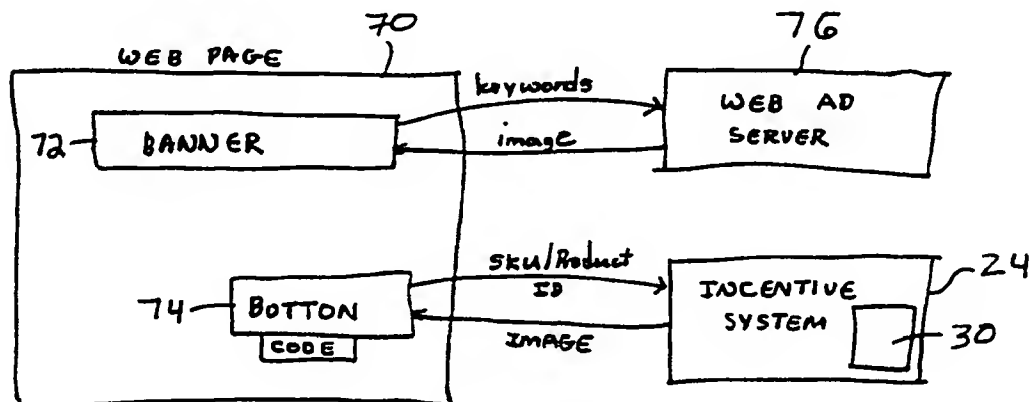 70
76
WEB PAGE
keywords
WEB AD
SERVER
72
BANNER
image
SKU/Product
ID
24
74
BOTTON
INCENTIVE
SYSTEM
30
IMAGE
CODE